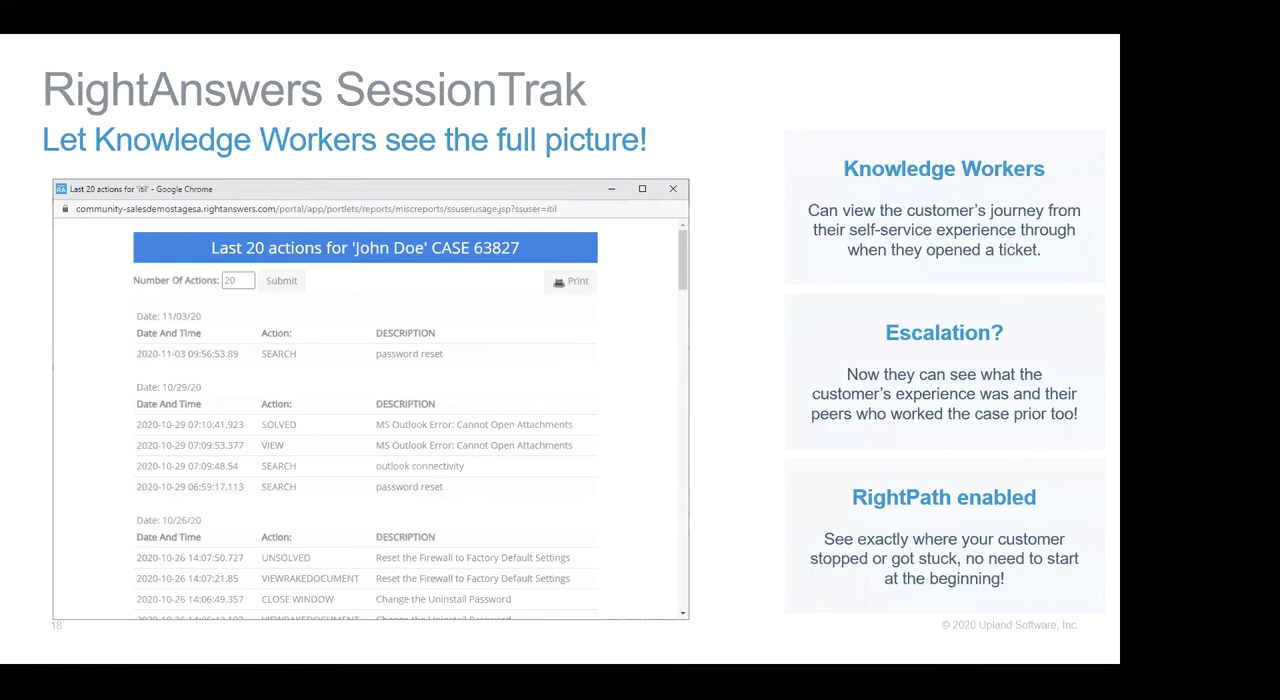 RightAnswers SessionTrak
Let Knowledge Workers see the full picture!
RA Last 20 actions for 'itil' - Google Chrome
community-salesdemostagesa.rightanswers.com/portal/app/portlets/reports/miscreports/ssuserusage.jsp?ssuser=itil
Last 20 actions for 'John Doe' CASE 63827
Number Of Actions: 20 Submit Print
Date: 11/03/20
Date And Time Action: DESCRIPTION
2020-11-03 09:56:53.89 SEARCH password reset
Date: 10/29/20
Date And Time Action: DESCRIPTION
2020-10-29 07:10:41.923 SOLVED MS Outlook Error: Cannot Open Attachments
2020-10-29 07:09:53.377 VIEW MS Outlook Error: Cannot Open Attachments
2020-10-29 07:09:48.54 SEARCH outlook connectivity
2020-10-29 06:59:17.113 SEARCH password reset
Date: 10/26/20
Date And Time Action: DESCRIPTION
2020-10-26 14:07:50.727 UNSOLVED Reset the Firewall to Factory Default Settings
2020-10-26 14:07:21.85 VIEWRAKEDOCUMENT Reset the Firewall to Factory Default Settings
2020-10-26 14:06:49.357 CLOSE WINDOW Change the Uninstall Password
VIEWRAKEDOCUMENT Change the Uninstall Password
Knowledge Workers
Can view the customer's journey from
their self-service experience through
when they opened a ticket.
Escalation?
Now they can see what the
customer's experience was and their
peers who worked the case prior too!
RightPath enabled
See exactly where your customer
stopped or got stuck, no need to start
at the beginning!
18
© 2020 Upland Software, Inc.